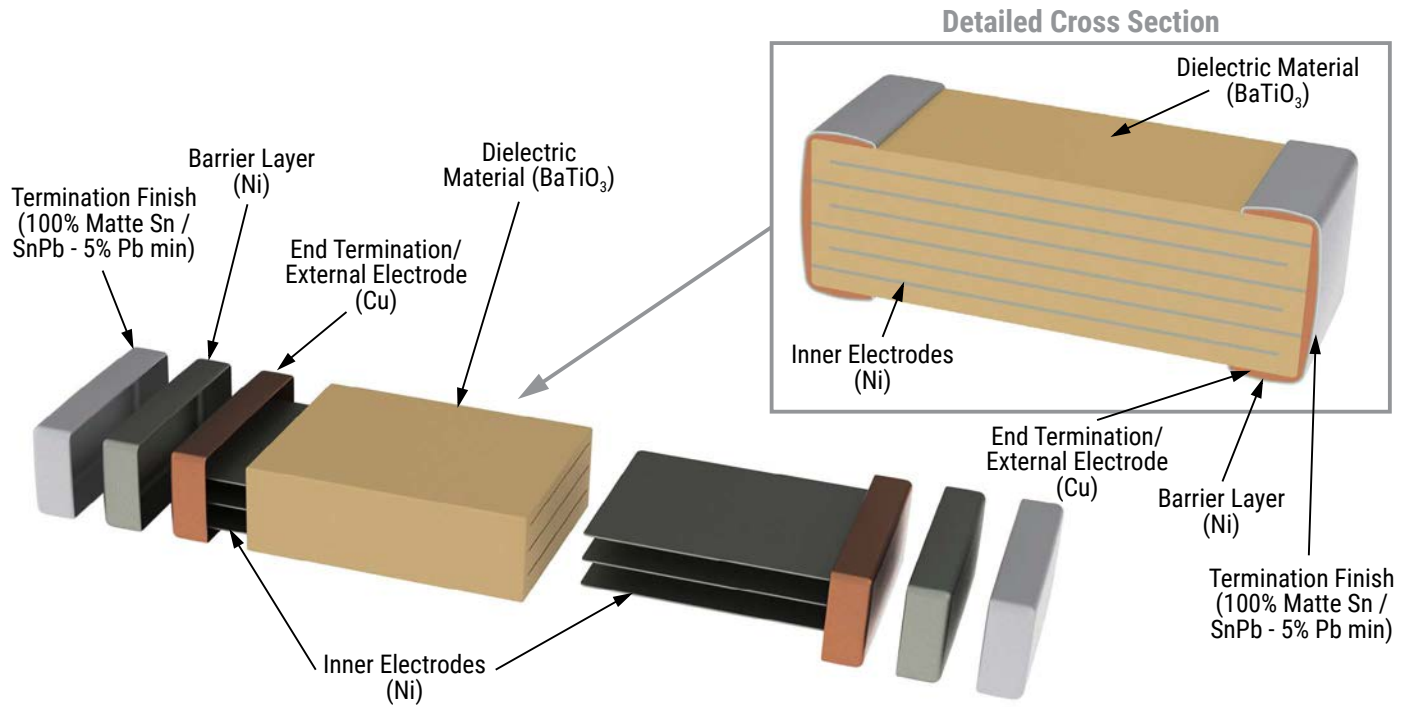 Detailed Cross Section
Dielectric Material
(BaTiO₃)
Inner Electrodes
(Ni)
End Termination/
External Electrode
(Cu)
Barrier Layer
(Ni)
Termination Finish
(100% Matte Sn /
SnPb - 5% Pb min)
Termination Finish
(100% Matte Sn /
SnPb - 5% Pb min)
Barrier Layer
(Ni)
End Termination/
External Electrode
(Cu)
Dielectric
Material (BaTiO₃)
Inner Electrodes
(Ni)